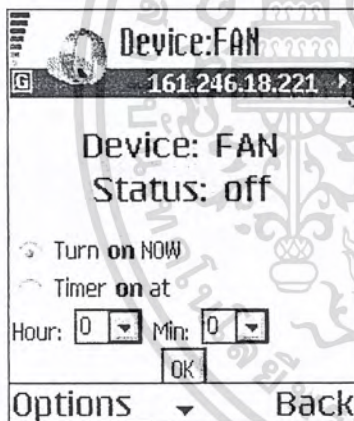 Device:FAN
G 161.246.18.221
Device: FAN
Status: off
Turn on NOW
Timer on at
Hour: 0 Min: 0
OK
Options Back